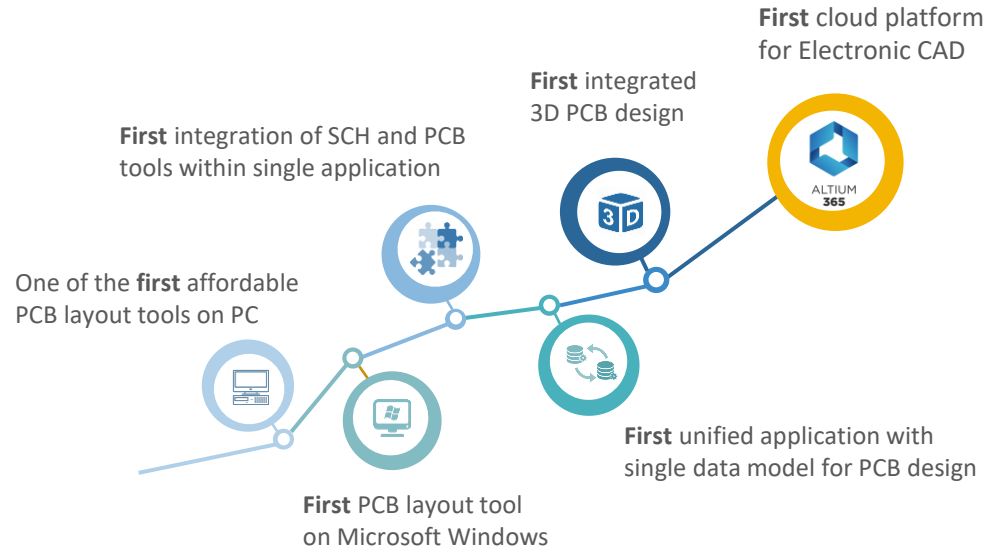 First cloud platform
for Electronic CAD
First integrated
3D PCB design
First integration of SCH and PCB
tools within single application
3D
ALTIUM
365
One of the first affordable
PCB layout tools on PC
First unified application with
single data model for PCB design
First PCB layout tool
on Microsoft Windows